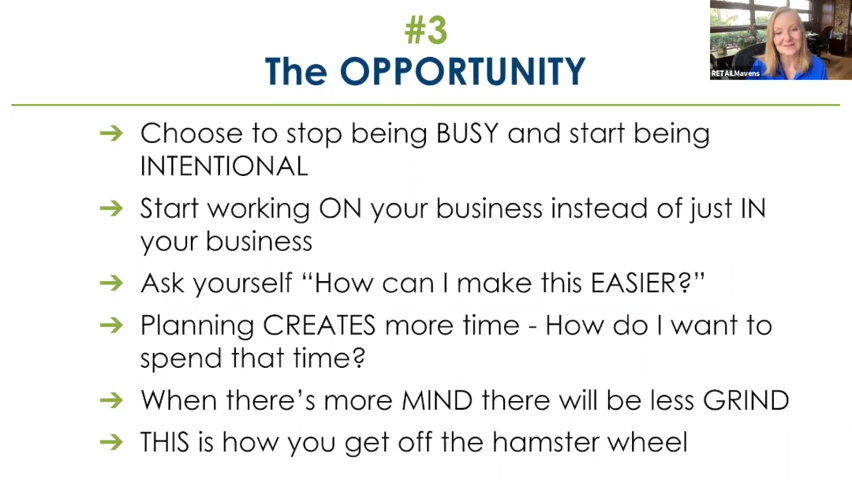 #3
The OPPORTUNITY
RETAILMavens
➔ Choose to stop being BUSY and start being
INTENTIONAL
➔ Start working ON your business instead of just IN
your business
➔ Ask yourself “How can I make this EASIER?”
➔ Planning CREATES more time - How do I want to
spend that time?
➔ When there’s more MIND there will be less GRIND
➔ THIS is how you get off the hamster wheel